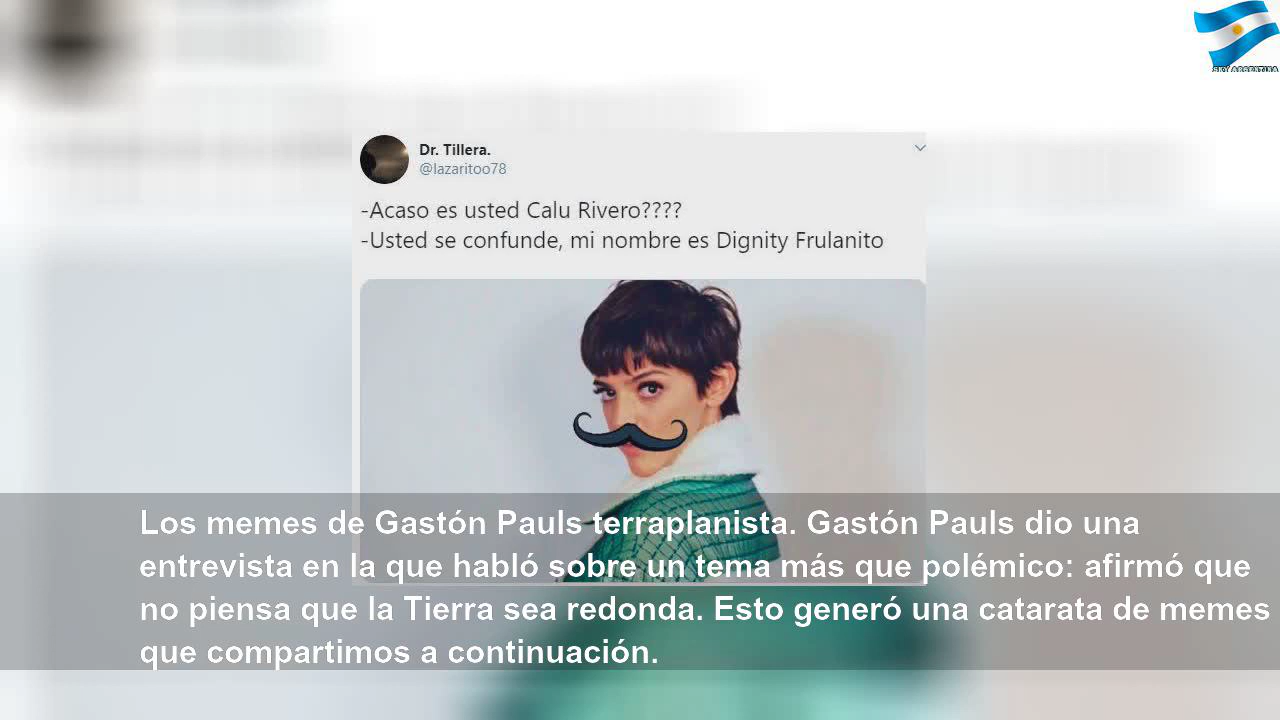 SKY ARGENTINA
Dr. Tillera.
@lazaritoo78
-Acaso es usted Calu Rivero????
-Usted se confunde, mi nombre es Dignity Frulanito
Los memes de Gastón Pauls terraplanista. Gastón Pauls dio una
entrevista en la que habló sobre un tema más que polémico: afirmó que
no piensa que la Tierra sea redonda. Esto generó una catarata de memes
que compartimos a continuación.